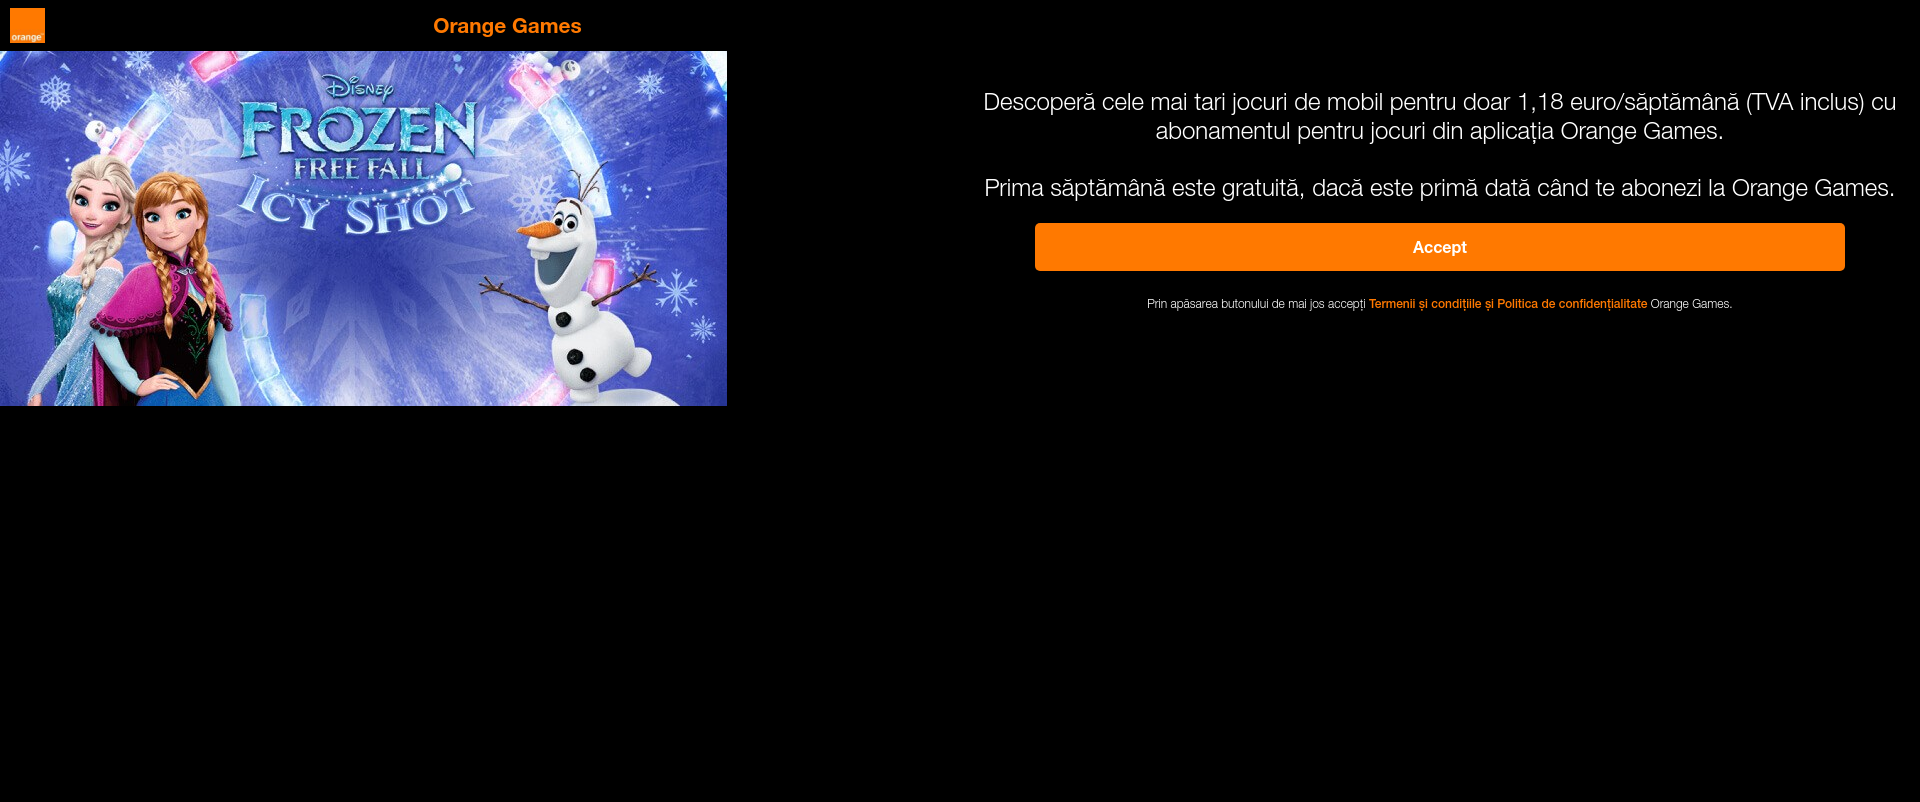 orange
Orange Games
Disney
FROZEN
FREE FALL
ICY SHOT
Descoperă cele mai tari jocuri de mobil pentru doar 1,18 euro/săptămână (TVA inclus) cu
abonamentul pentru jocuri din aplicația Orange Games.
Prima săptămână este gratuită, dacă este primă dată când te abonezi la Orange Games.
Accept
Prin apăsarea butonului de mai jos accepți Termenii și condițiile și Politica de confidențialitate Orange Games.